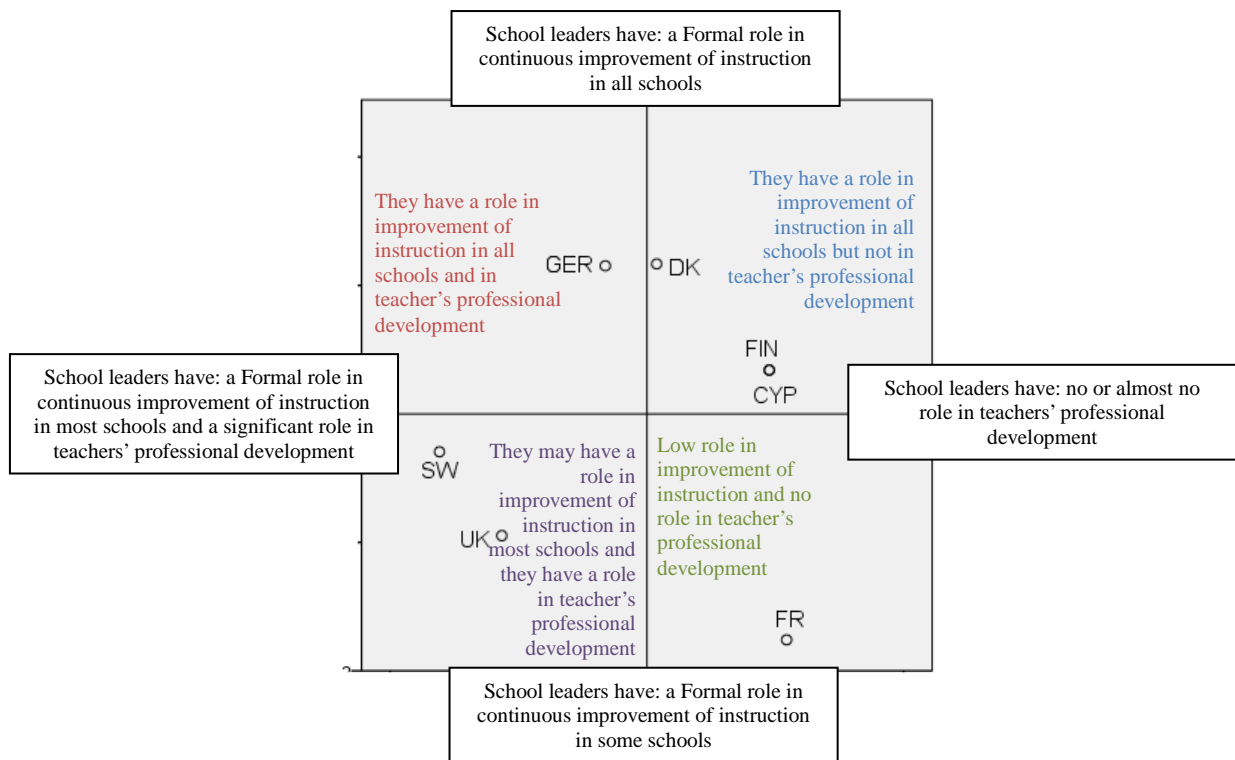 School leaders have: a Formal role in
continuous improvement of instruction
in all schools
They have a role in
improvement of
instruction in all
schools and in
teacher’s professional
development
They have a role in
improvement of
instruction in all
schools but not in
teacher’s professional
development
GER
DK
FIN
CYP
School leaders have: a Formal role in
continuous improvement of instruction
in most schools and a significant role in
teachers’ professional development
School leaders have: no or almost no
role in teachers’ professional
development
SW
UK
They may have a
role in
improvement of
instruction in
most schools and
they have a role
in teacher’s
professional
development
Low role in
improvement of
instruction and no
role in teacher’s
professional
development
FR
School leaders have: a Formal role in
continuous improvement of instruction
in some schools